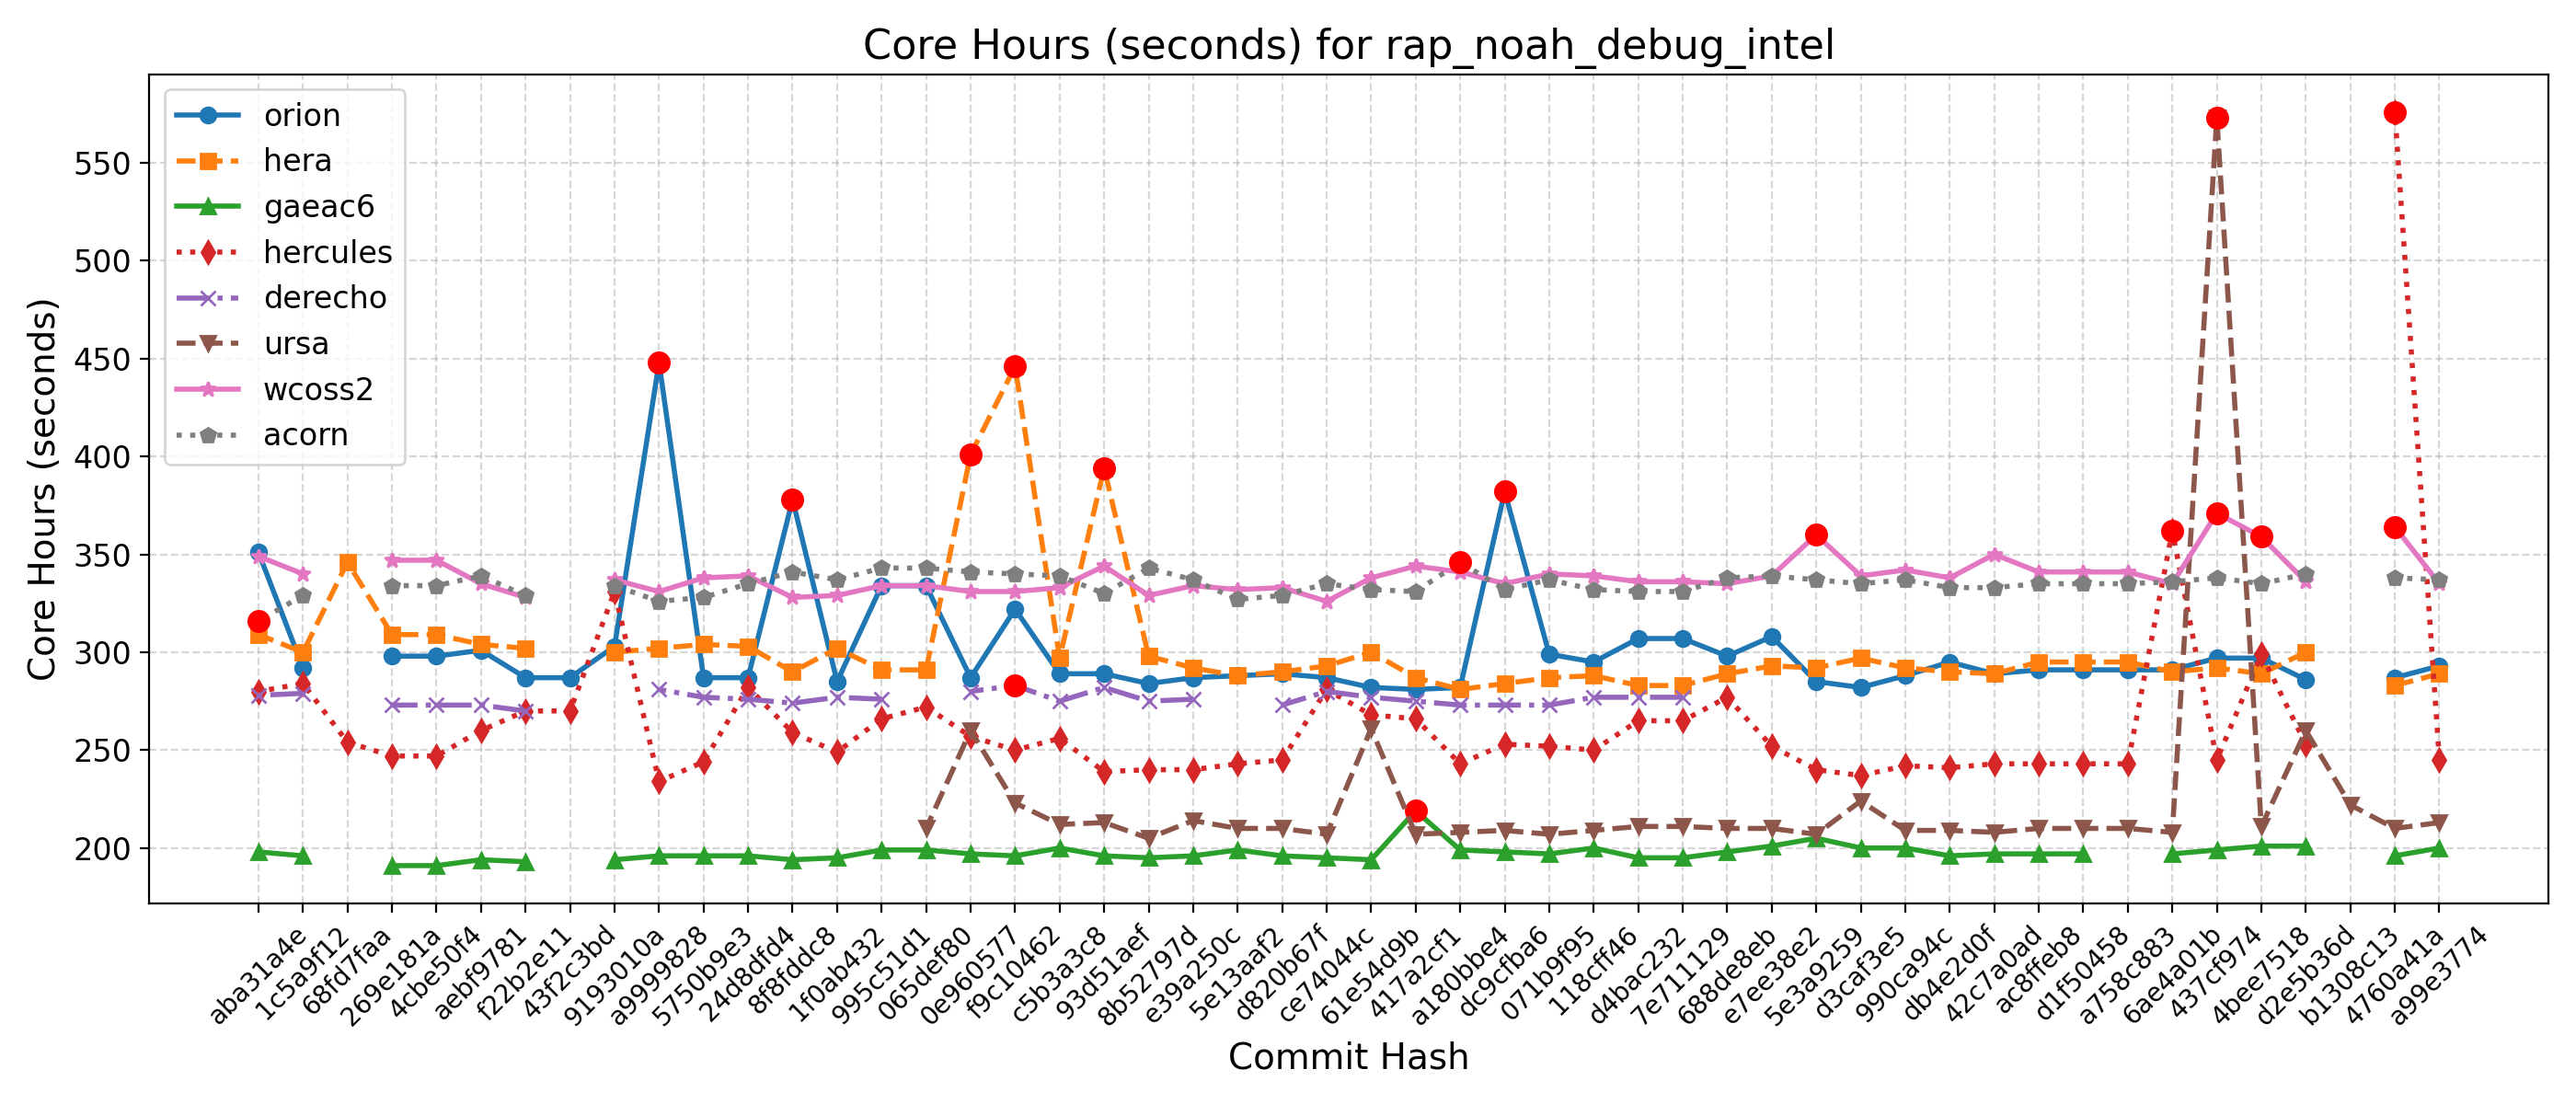 Core Hours (seconds) for rap_noah_debug_intel
orion
hera
gaeac6
hercules
derecho
ursa
wcoss2
acorn
Core Hours (seconds)
550
500
450
400
350
300
250
200
aba31a4e
1c5a9f12
68fd7faa
269e181a
4cbe50f4
aebf9781
f22b2e11
43f2c3bd
9193010a
a9999828
5750b9e3
24d8dfd4
8f8fddc8
1f0ab432
995c51d1
065def80
0e960577
f9c10462
c5b3a3c8
93d51aef
8b52797d
e39a250c
5e13aaf2
d820b67f
ce74044c
61e54d9b
417a2cf1
a180bbe4
dc9cfba6
071b9f95
118cff46
d4bac232
7e711129
688de8eb
e7ee38e2
5e3a9259
d3caf3e5
990ca94c
db4e2d0f
42c7a0ad
ac8ffeb8
d1f50458
a758c883
6ae4a01b
437cf974
4bee7518
d2e5b36d
b1308c13
4760a41a
a99e3774
Commit Hash